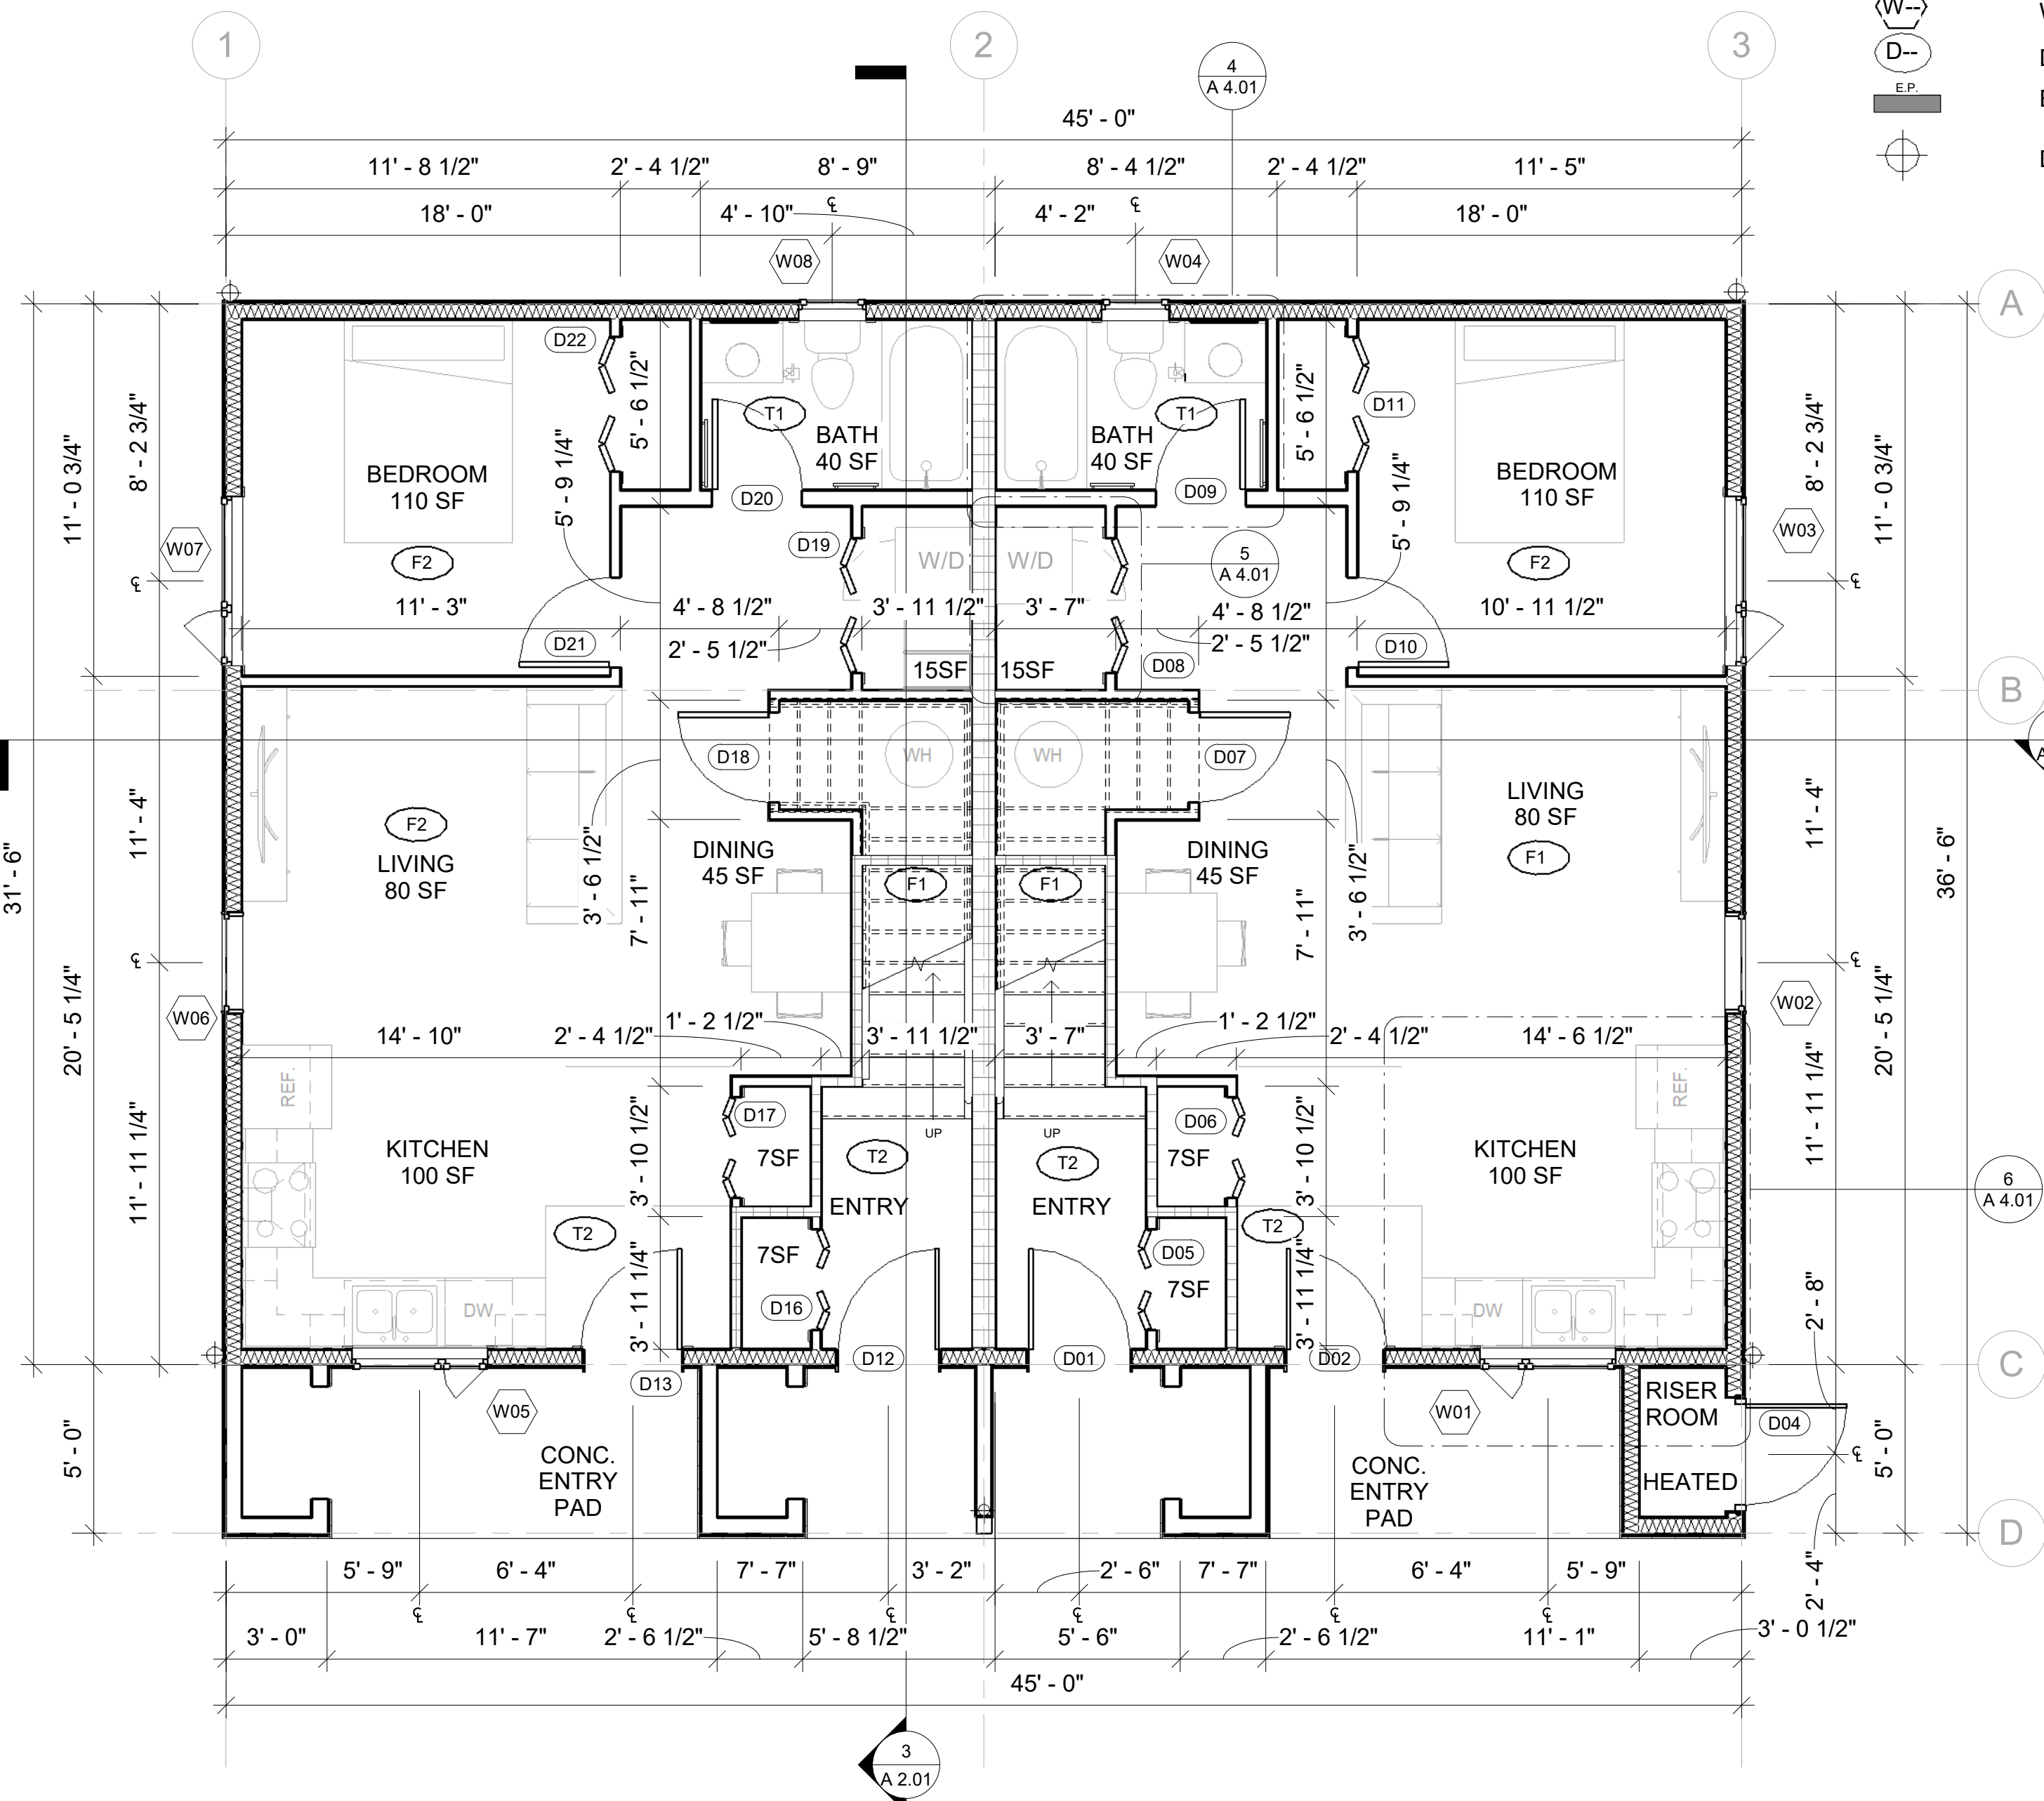 1
2
3
W--
D--
E.P.
4
A 4.01
45' - 0"
11' - 8 1/2"
2' - 4 1/2"
8' - 9"
8' - 4 1/2"
2' - 4 1/2"
11' - 5"
18' - 0"
4' - 10"
℄
4' - 2"
℄
18' - 0"
W08
W04
A
D22
5' - 6 1/2"
T1
BATH
40 SF
BATH
40 SF
T1
5' - 6 1/2"
D11
8' - 2 3/4"
11' - 0 3/4"
BEDROOM
110 SF
5' - 9 1/4"
D20
D09
5' - 9 1/4"
BEDROOM
110 SF
8' - 2 3/4"
11' - 0 3/4"
W07
F2
D19
W/D
W/D
5
A 4.01
F2
W03
℄
℄
11' - 3"
4' - 8 1/2"
3' - 11 1/2"
3' - 7"
4' - 8 1/2"
10' - 11 1/2"
D21
2' - 5 1/2"
15SF
15SF
D08
2' - 5 1/2"
D10
B
D18
WH
WH
D07
A
F2
LIVING
80 SF
LIVING
80 SF
F1
11' - 4"
11' - 4"
31' - 6"
36' - 6"
3' - 6 1/2"
DINING
45 SF
F1
F1
DINING
45 SF
3' - 6 1/2"
7' - 11"
7' - 11"
℄
℄
W06
W02
20' - 5 1/4"
20' - 5 1/4"
14' - 10"
2' - 4 1/2"
1' - 2 1/2"
3' - 11 1/2"
3' - 7"
1' - 2 1/2"
2' - 4 1/2"
14' - 6 1/2"
REF.
REF.
11' - 11 1/4"
11' - 11 1/4"
KITCHEN
100 SF
3' - 10 1/2"
D17
7SF
UP
UP
T2
T2
D06
7SF
3' - 10 1/2"
KITCHEN
100 SF
6
A 4.01
ENTRY
ENTRY
T2
T2
3' - 11 1/4"
7SF
D16
D05
7SF
3' - 11 1/4"
DW
DW
2' - 8"
D13
D12
D01
D02
C
W05
W01
RISER
ROOM
HEATED
D04
℄
5' - 0"
5' - 0"
CONC.
ENTRY
PAD
CONC.
ENTRY
PAD
D
2' - 4"
5' - 9"
6' - 4"
7' - 7"
3' - 2"
2' - 6"
7' - 7"
6' - 4"
5' - 9"
℄
℄
℄
℄
℄
℄
3' - 0"
11' - 7"
2' - 6 1/2"
5' - 8 1/2"
5' - 6"
2' - 6 1/2"
11' - 1"
3' - 0 1/2"
45' - 0"
3
A 2.01